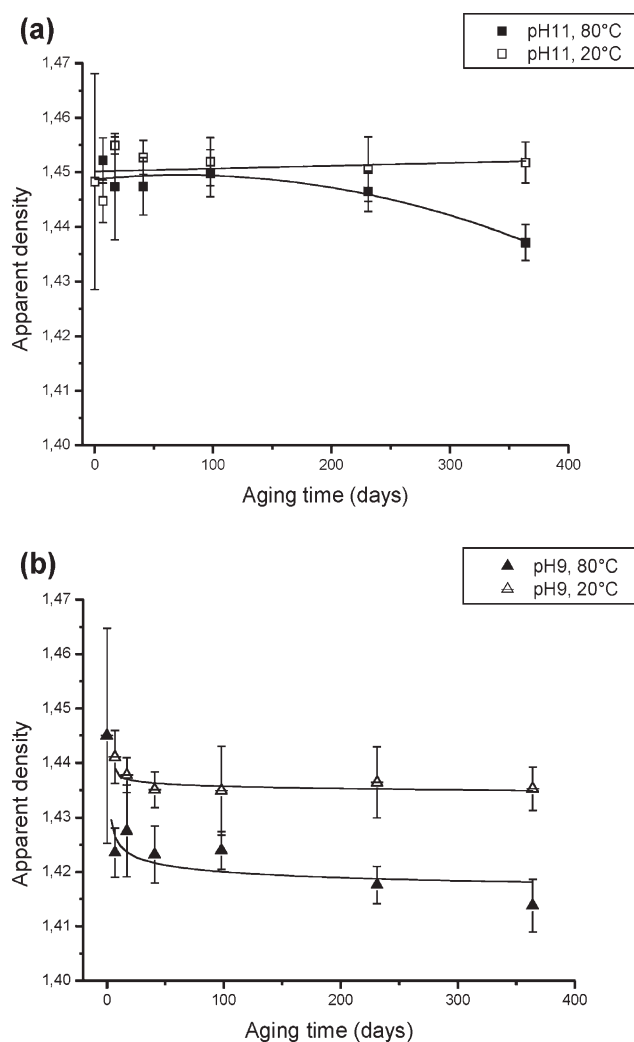 (a)
pH11, 80°C
pH11, 20°C
1,47
1,46
1,45
1,44
1,43
1,42
1,41
1,40
Apparent density
0 100 200 300 400
Aging time (days)
(b)
pH9, 80°C
pH9, 20°C
1,47
1,46
1,45
1,44
1,43
1,42
1,41
1,40
Apparent density
0 100 200 300 400
Aging time (days)